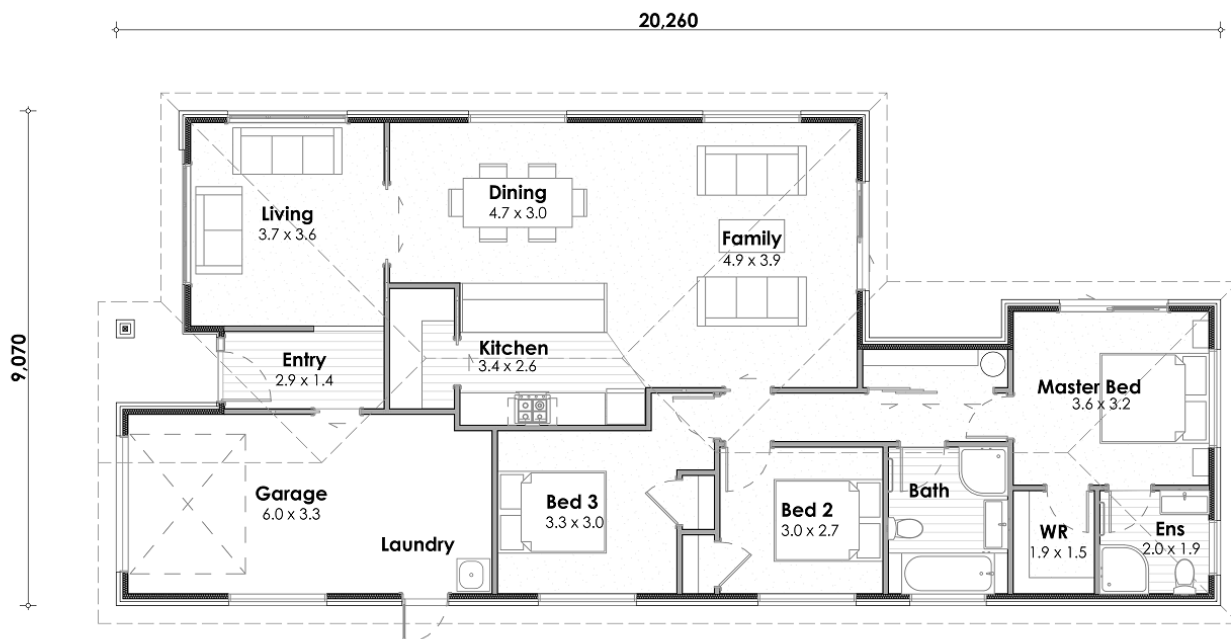 20,260
9,070
Living
3.7 x 3.6
Dining
4.7 x 3.0
Family
4.9 x 3.9
Entry
2.9 x 1.4
Kitchen
3.4 x 2.6
Master Bed
3.6 x 3.2
Garage
6.0 x 3.3
Laundry
Bed 3
3.3 x 3.0
Bed 2
3.0 x 2.7
Bath
WR
1.9 x 1.5
Ens
2.0 x 1.9